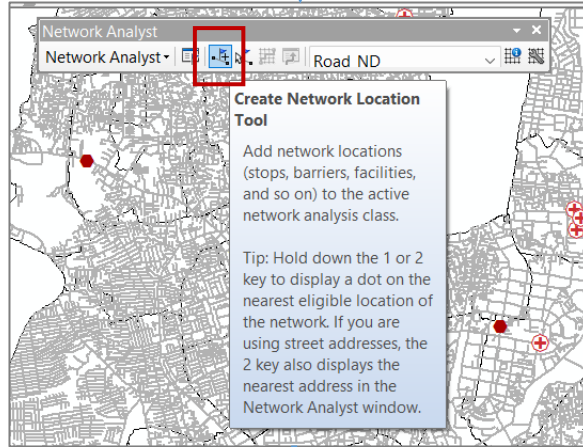 Network Analyst
Network Analyst
Road_ND
Create Network Location
Tool
Add network locations
(stops, barriers, facilities,
and so on) to the active
network analysis class.
Tip: Hold down the 1 or 2
key to display a dot on the
nearest eligible location of
the network. If you are
using street addresses, the
2 key also displays the
nearest address in the
Network Analyst window.